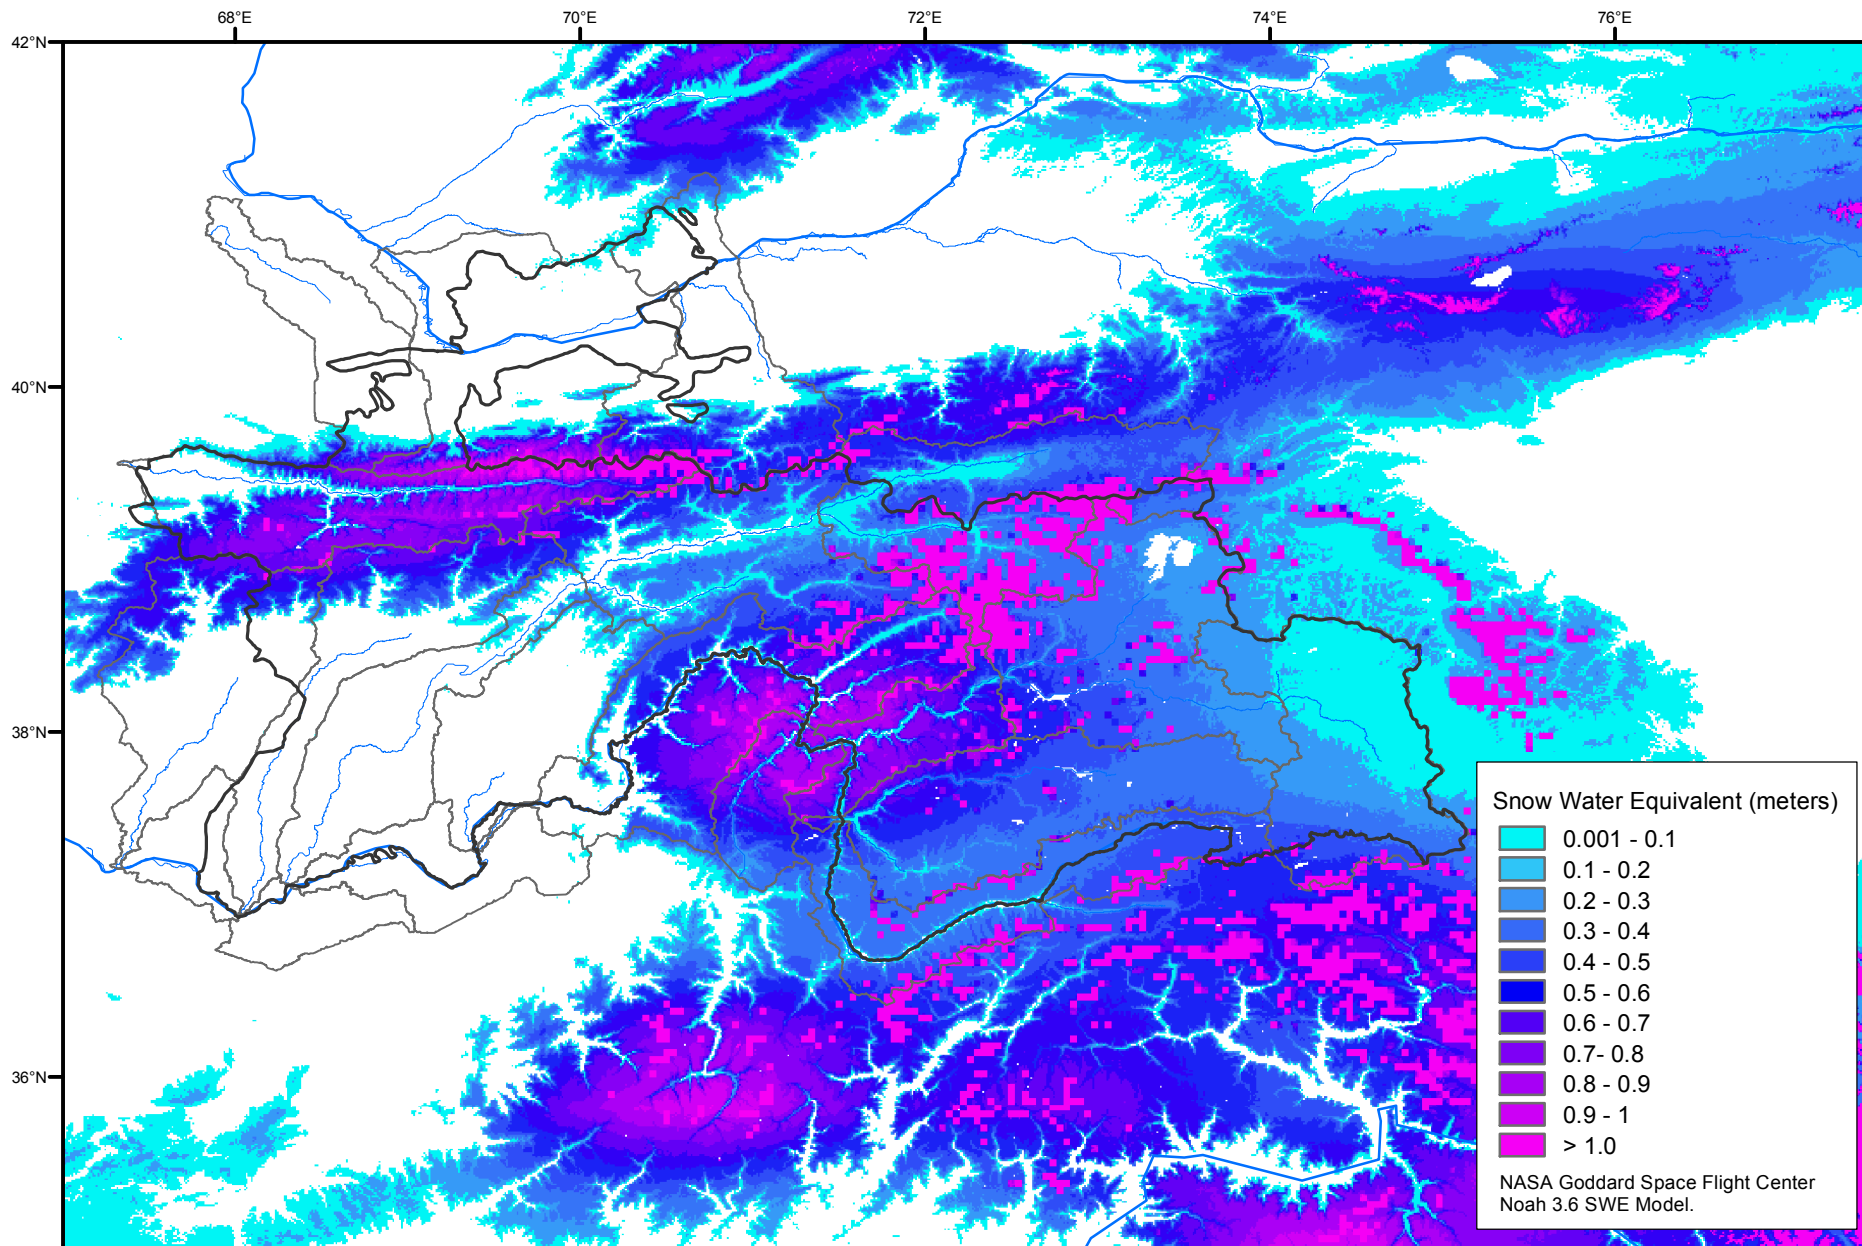 68°E
70°E
72°E
74°E
76°E
42°N
40°N
38°N
36°N
Snow Water Equivalent (meters)
0.001 - 0.1
0.1 - 0.2
0.2 - 0.3
0.3 - 0.4
0.4 - 0.5
0.5 - 0.6
0.6 - 0.7
0.7- 0.8
0.8 - 0.9
0.9 - 1
> 1.0
NASA Goddard Space Flight Center
Noah 3.6 SWE Model.